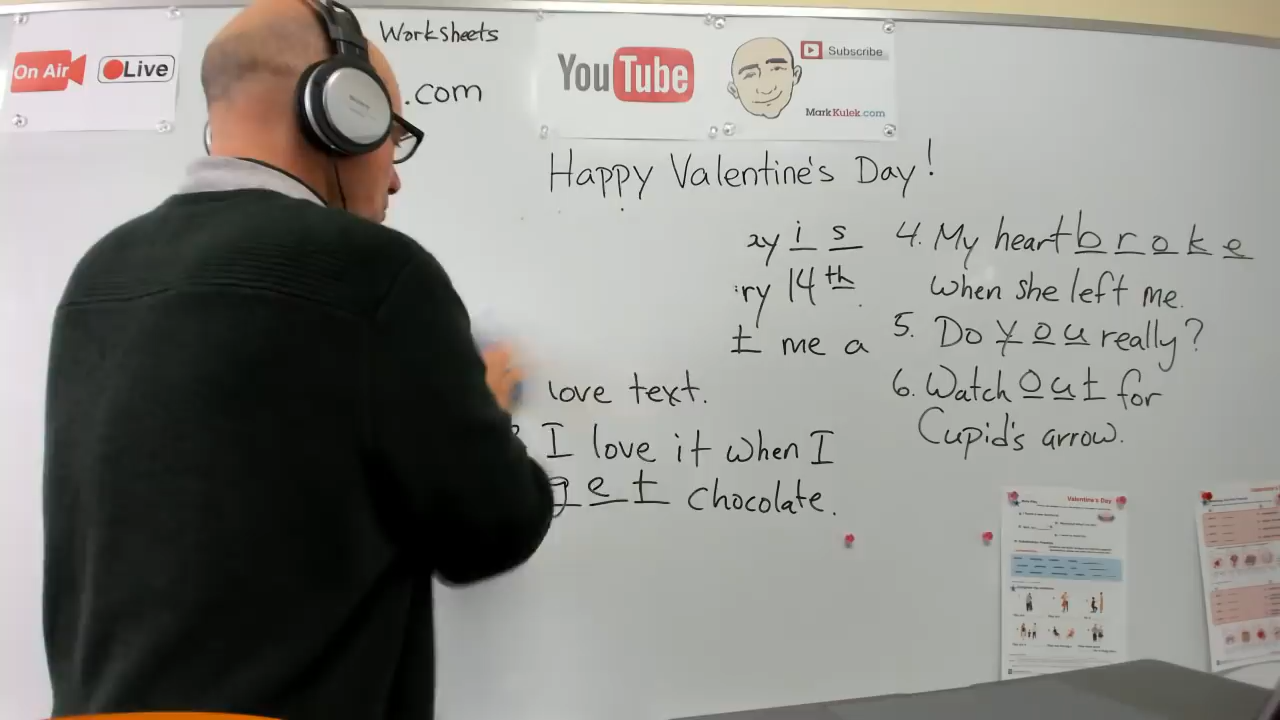 On Air
Live
Worksheets
.com
YouTube
Subscribe
MarkKulek.com
Happy Valentine's Day!
ay is
ry 14th.
t me a
love text.
I love it when I
get chocolate.
4. My heart broke
when she left me.
5. Do you really?
6. Watch out for
Cupid's arrow.
Valentine's Day